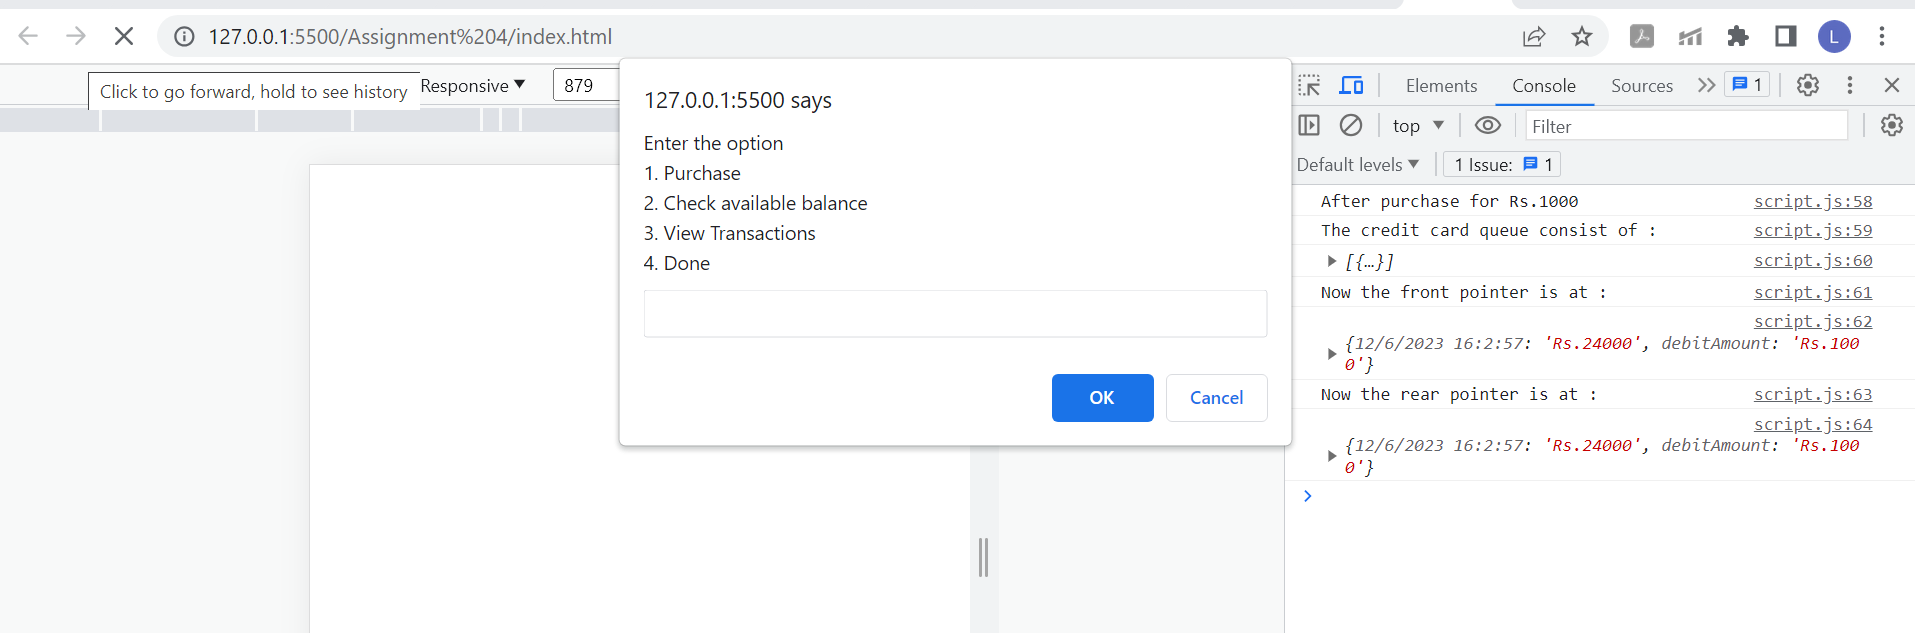 127.0.0.1:5500/Assignment%204/index.html
L
Click to go forward, hold to see history
Responsive ▼
879
127.0.0.1:5500 says
Enter the option
1. Purchase
2. Check available balance
3. View Transactions
4. Done
OK
Cancel
Elements
Console
Sources
1
top ▼
Filter
Default levels ▼
1 Issue: 1
After purchase for Rs.1000 script.js:58
The credit card queue consist of : script.js:59
▶ [{…}] script.js:60
Now the front pointer is at : script.js:61
script.js:62
▶ {12/6/2023 16:2:57: 'Rs.24000', debitAmount: 'Rs.100
0'}
Now the rear pointer is at : script.js:63
script.js:64
▶ {12/6/2023 16:2:57: 'Rs.24000', debitAmount: 'Rs.100
0'}